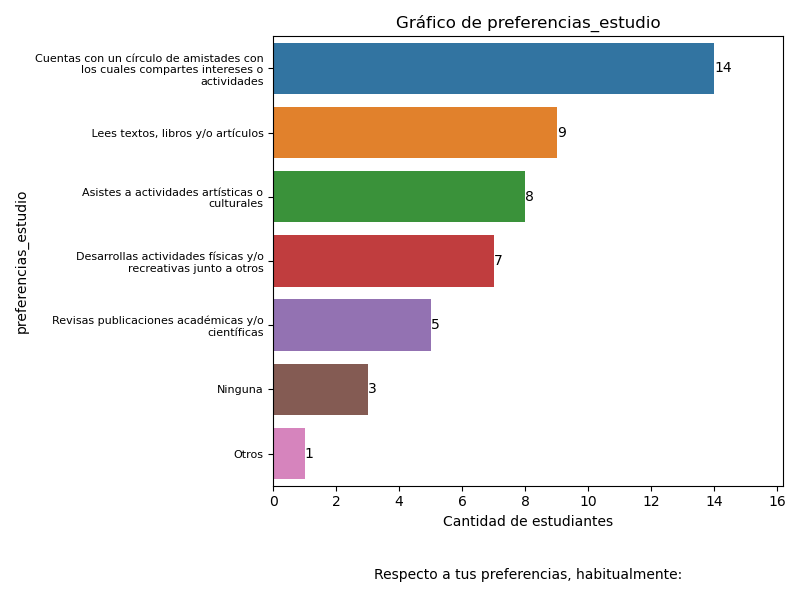 Gráfico de preferencias_estudio
preferencias_estudio
Cuentas con un círculo de amistades con
los cuales compartes intereses o
actividades
14
Lees textos, libros y/o artículos
9
Asistes a actividades artísticas o
culturales
8
Desarrollas actividades físicas y/o
recreativas junto a otros
7
Revisas publicaciones académicas y/o
científicas
5
Ninguna
3
Otros
1
0 2 4 6 8 10 12 14 16
Cantidad de estudiantes
Respecto a tus preferencias, habitualmente: